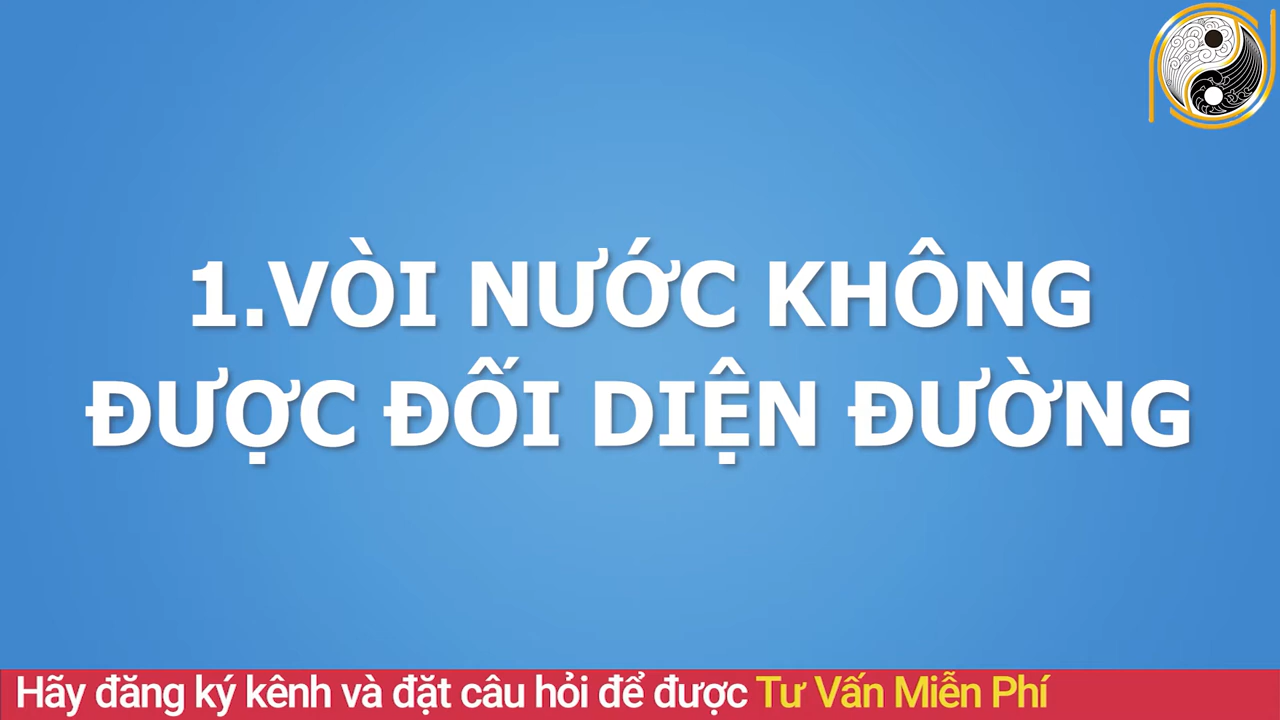 1.VÒI NƯỚC KHÔNG
ĐƯỢC ĐỐI DIỆN ĐƯỜNG
Hãy đăng ký kênh và đặt câu hỏi để được Tư Vấn Miễn Phí